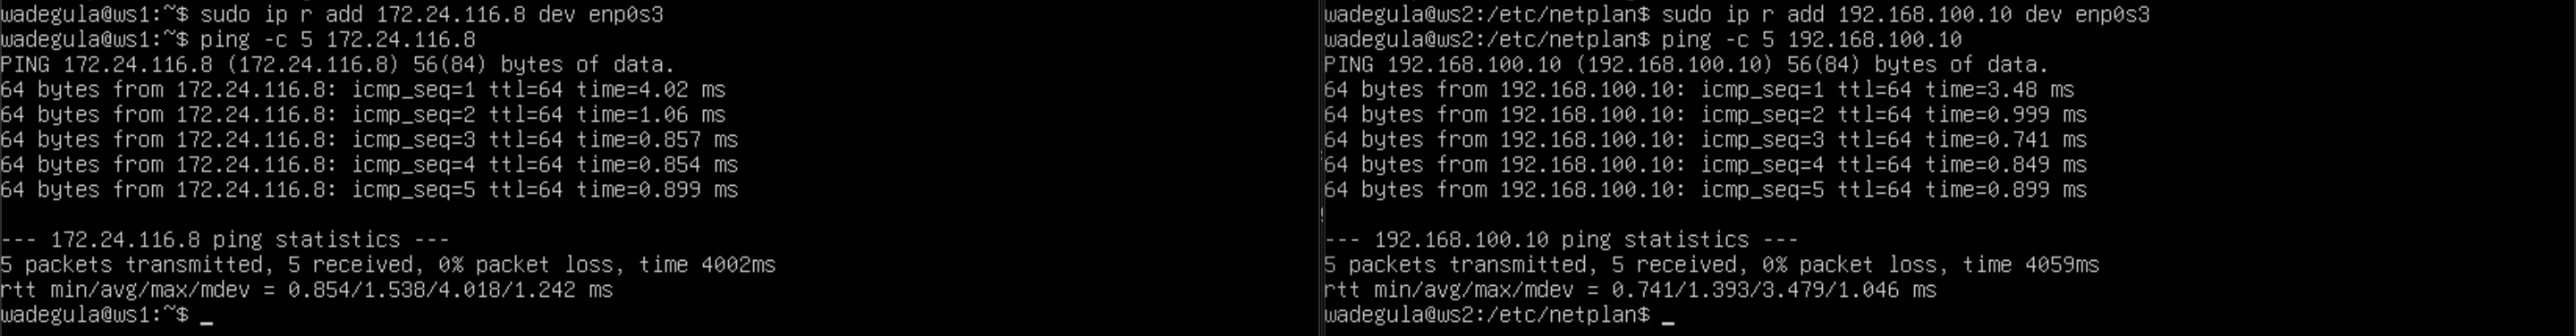 wadegula@ws1:~$ sudo ip r add 172.24.116.8 dev enp0s3
wadegula@ws1:~$ ping -c 5 172.24.116.8
PING 172.24.116.8 (172.24.116.8) 56(84) bytes of data.
64 bytes from 172.24.116.8: icmp_seq=1 ttl=64 time=4.02 ms
64 bytes from 172.24.116.8: icmp_seq=2 ttl=64 time=1.06 ms
64 bytes from 172.24.116.8: icmp_seq=3 ttl=64 time=0.857 ms
64 bytes from 172.24.116.8: icmp_seq=4 ttl=64 time=0.854 ms
64 bytes from 172.24.116.8: icmp_seq=5 ttl=64 time=0.899 ms
--- 172.24.116.8 ping statistics ---
5 packets transmitted, 5 received, 0% packet loss, time 4002ms
rtt min/avg/max/mdev = 0.854/1.538/4.018/1.242 ms
wadegula@ws1:~$ _
wadegula@ws2:/etc/netplan$ sudo ip r add 192.168.100.10 dev enp0s3
wadegula@ws2:/etc/netplan$ ping -c 5 192.168.100.10
PING 192.168.100.10 (192.168.100.10) 56(84) bytes of data.
64 bytes from 192.168.100.10: icmp_seq=1 ttl=64 time=3.48 ms
64 bytes from 192.168.100.10: icmp_seq=2 ttl=64 time=0.999 ms
64 bytes from 192.168.100.10: icmp_seq=3 ttl=64 time=0.741 ms
64 bytes from 192.168.100.10: icmp_seq=4 ttl=64 time=0.849 ms
64 bytes from 192.168.100.10: icmp_seq=5 ttl=64 time=0.899 ms
--- 192.168.100.10 ping statistics ---
5 packets transmitted, 5 received, 0% packet loss, time 4059ms
rtt min/avg/max/mdev = 0.741/1.393/3.479/1.046 ms
wadegula@ws2:/etc/netplan$ _